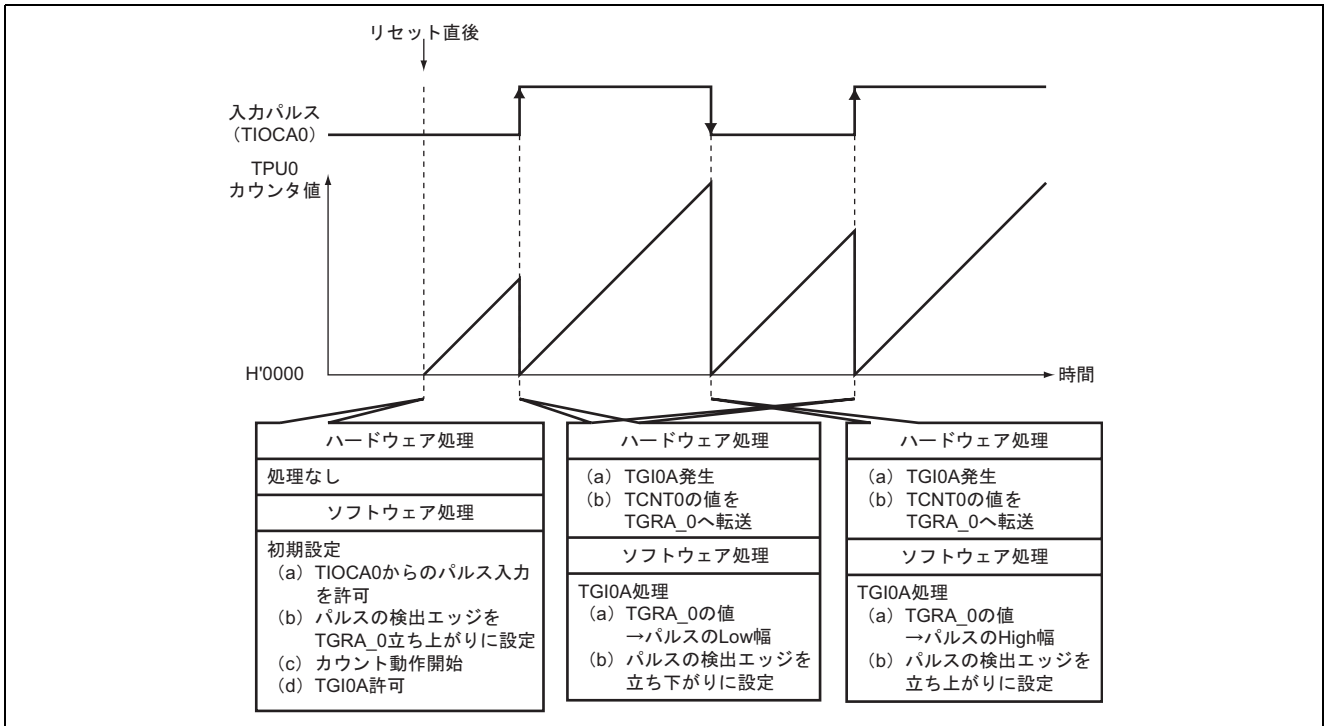 リセット直後
入力パルス
（TIOCA0）
TPU0
カウンタ値
H'0000
時間
ハードウェア処理
処理なし
ソフトウェア処理
初期設定
（a）TIOCA0からのパルス入力
を許可
（b）パルスの検出エッジを
TGRA_0立ち上がりに設定
（c）カウント動作開始
（d）TGI0A許可
ハードウェア処理
（a）TGI0A発生
（b）TCNT0の値を
TGRA_0へ転送
ソフトウェア処理
TGI0A処理
（a）TGRA_0の値
→パルスのLow幅
（b）パルスの検出エッジを
立ち下がりに設定
ハードウェア処理
（a）TGI0A発生
（b）TCNT0の値を
TGRA_0へ転送
ソフトウェア処理
TGI0A処理
（a）TGRA_0の値
→パルスのHigh幅
（b）パルスの検出エッジを
立ち上がりに設定